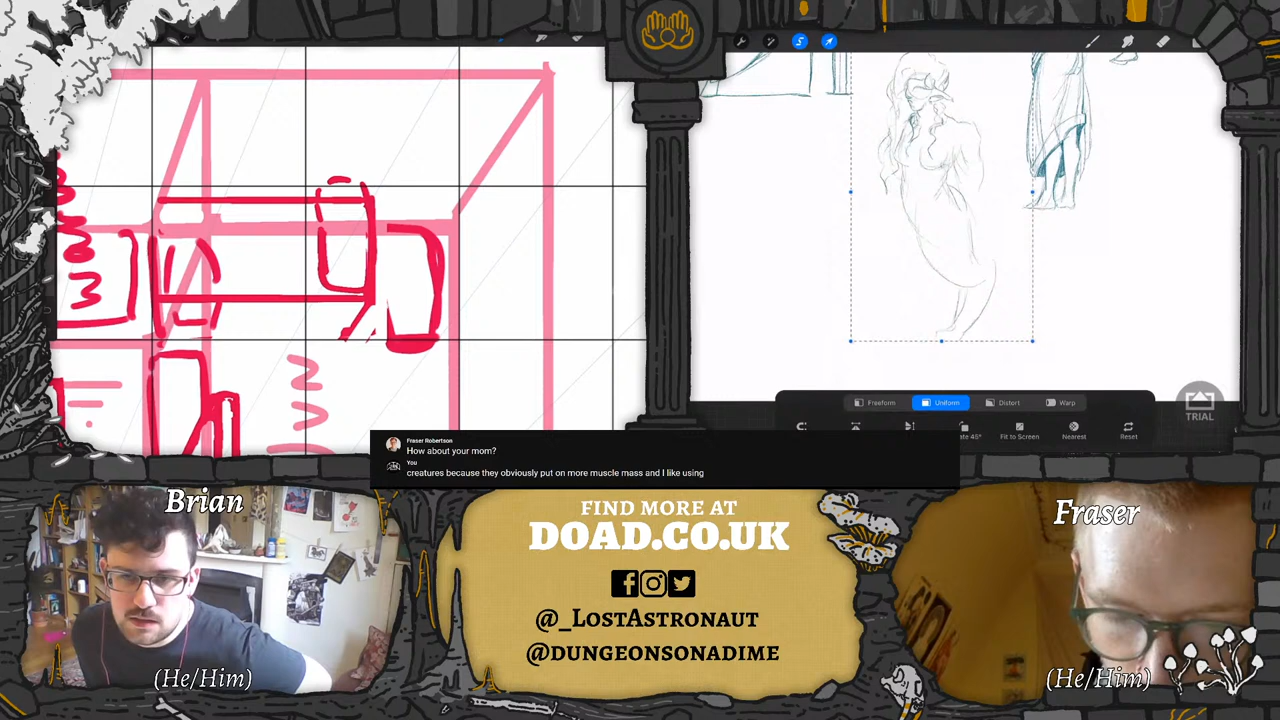 Freeform
Uniform
Distort
Warp
ate 45°
Fit to Screen
Nearest
Reset
TRIAL
Fraser Robertson
How about your mom?
You
creatures because they obviously put on more muscle mass and I like using
Brian
(He/Him)
FIND MORE AT
DOAD.CO.UK
@_LostAstronaut
@dungeonsonadime
Fraser
(He/Him)